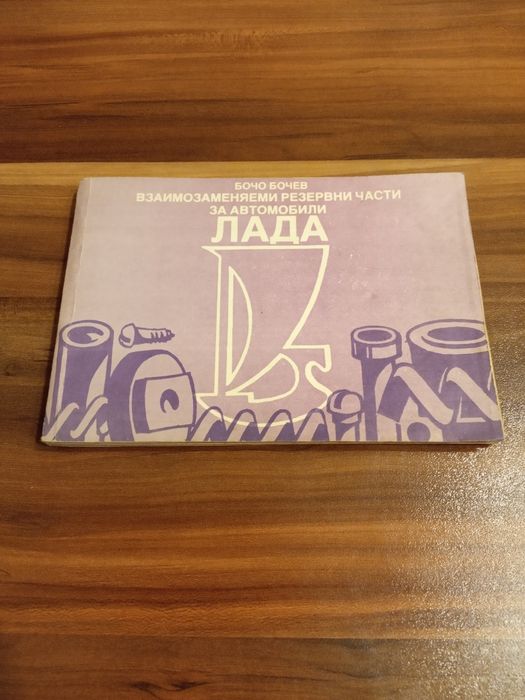 БОЧО БОЧЕВ
ВЗАИМОЗАМЕНЯЕМИ РЕЗЕРВНИ ЧАСТИ
ЗА АВТОМОБИЛИ
ЛАДА